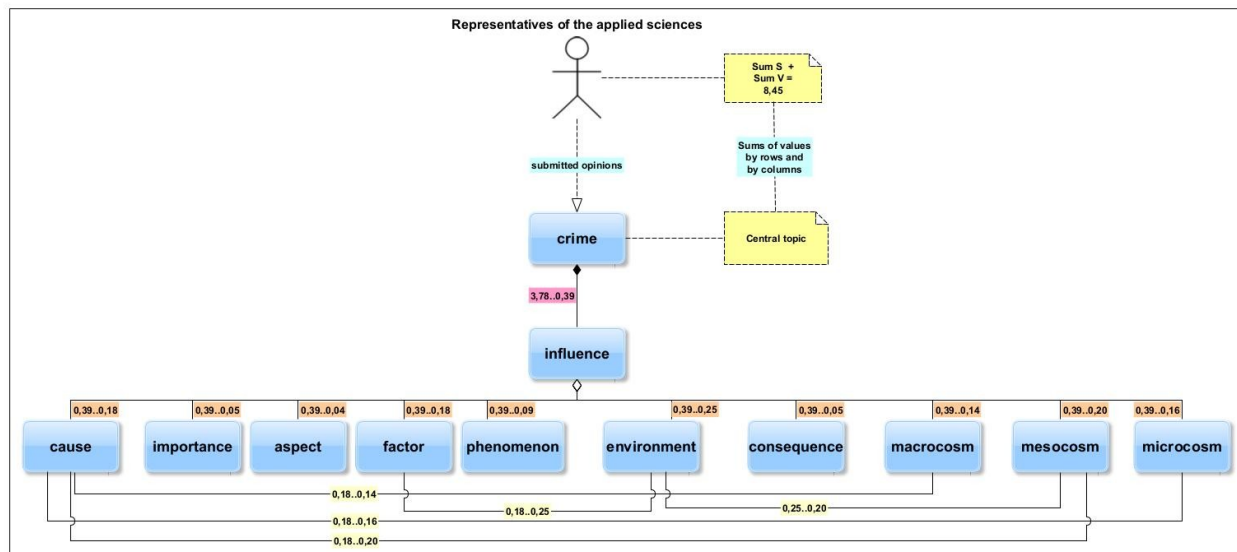 Representatives of the applied sciences
Sum S +
Sum V =
8,45
submitted opinions
Sums of values
by rows and
by columns
crime
Central topic
3,78..0,39
influence
0,39..0,18
0,39..0,05
0,39..0,04
0,39..0,18
0,39..0,09
0,39..0,25
0,39..0,05
0,39..0,14
0,39..0,20
0,39..0,16
cause
importance
aspect
factor
phenomenon
environment
consequence
macrocosm
mesocosm
microcosm
0,18..0,14
0,18..0,25
0,25..0,20
0,18..0,16
0,18..0,20